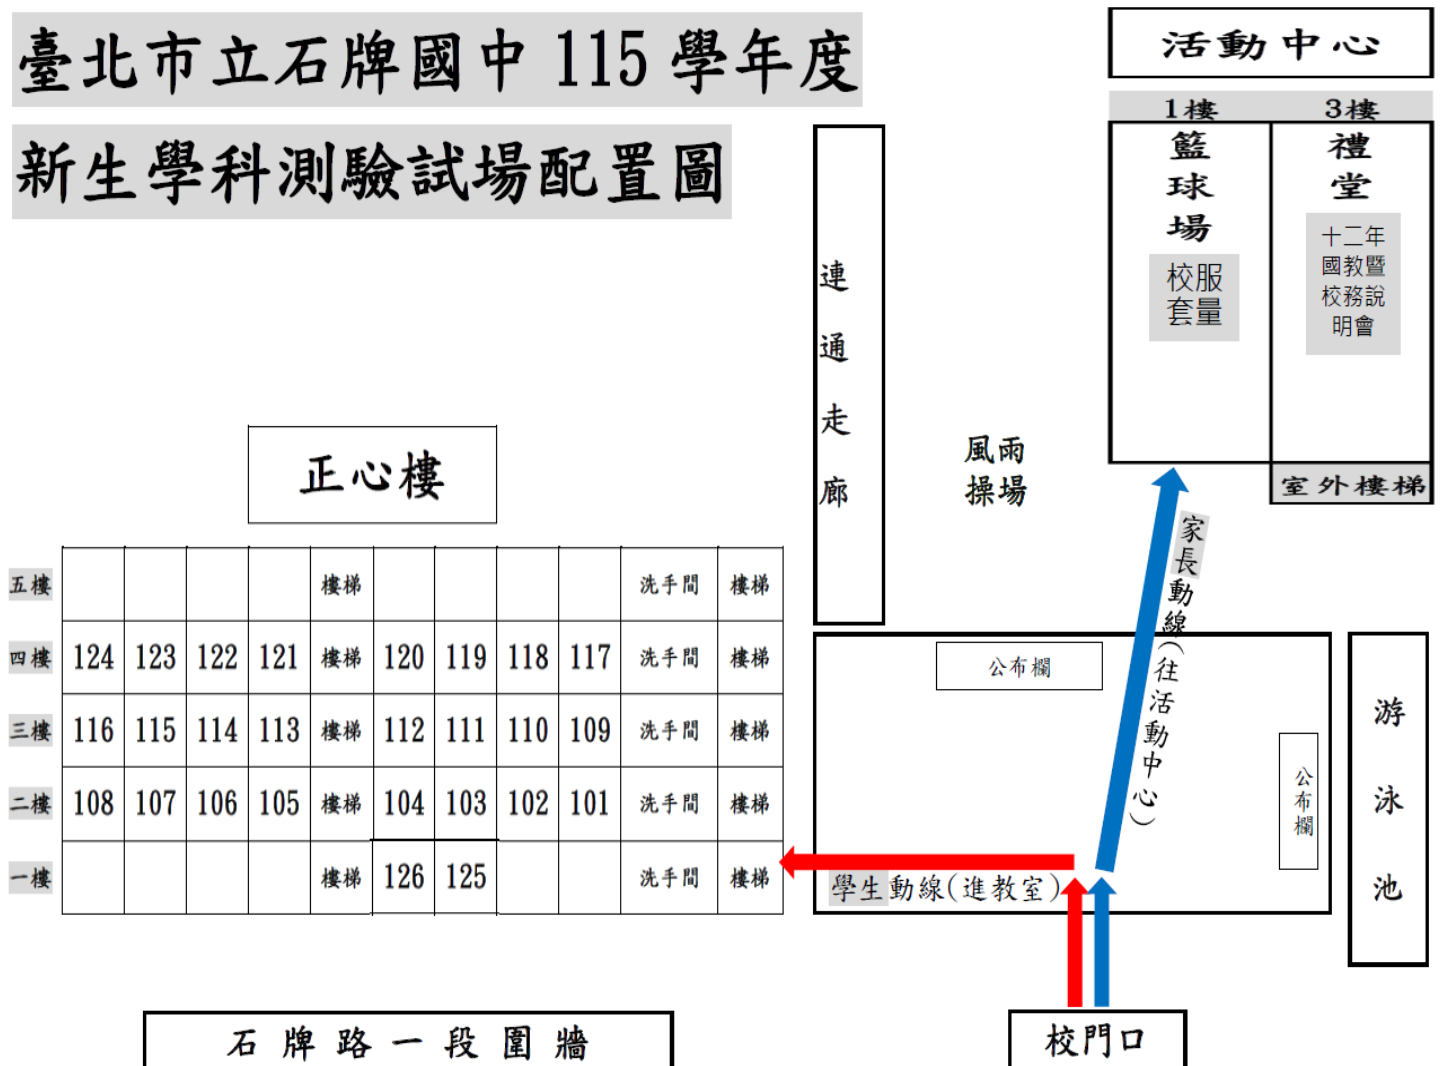 臺北市立石牌國中 115 學年度
新生學科測驗試場配置圖
活動中心
1樓
3樓
籃球場
校服
套量
禮堂
十二年
國教暨
校務說
明會
室外樓梯
連通走廊
風雨
操場
正心樓
五樓 樓梯 洗手間 樓梯
四樓 124 123 122 121 樓梯 120 119 118 117 洗手間 樓梯
三樓 116 115 114 113 樓梯 112 111 110 109 洗手間 樓梯
二樓 108 107 106 105 樓梯 104 103 102 101 洗手間 樓梯
一樓 樓梯 126 125 洗手間 樓梯
家長動線(往活動中心)
公布欄
公布欄
學生動線(進教室)
游泳池
石牌路一段圍牆
校門口